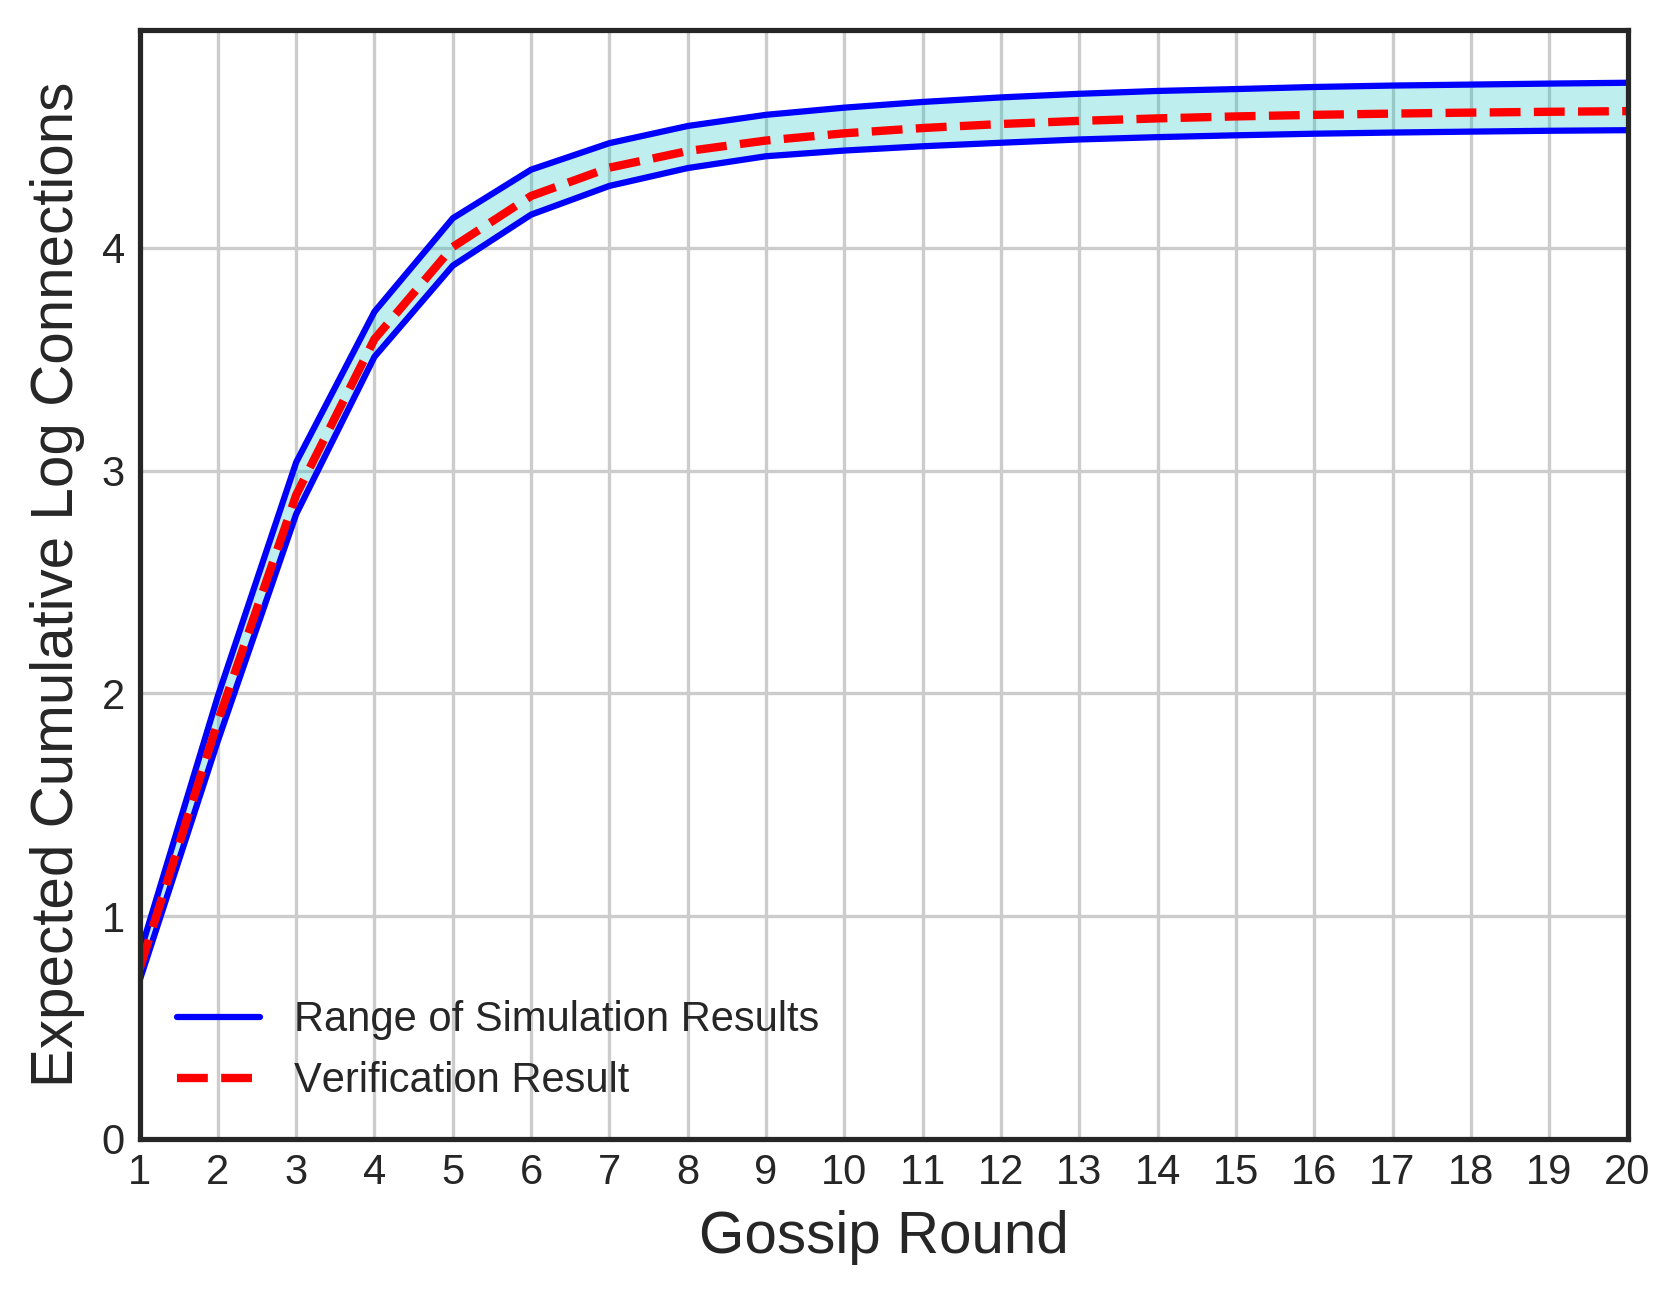 Expected Cumulative Log Connections
4
3
2
1
0
Range of Simulation Results
Verification Result
1 2 3 4 5 6 7 8 9 10 11 12 13 14 15 16 17 18 19 20
Gossip Round